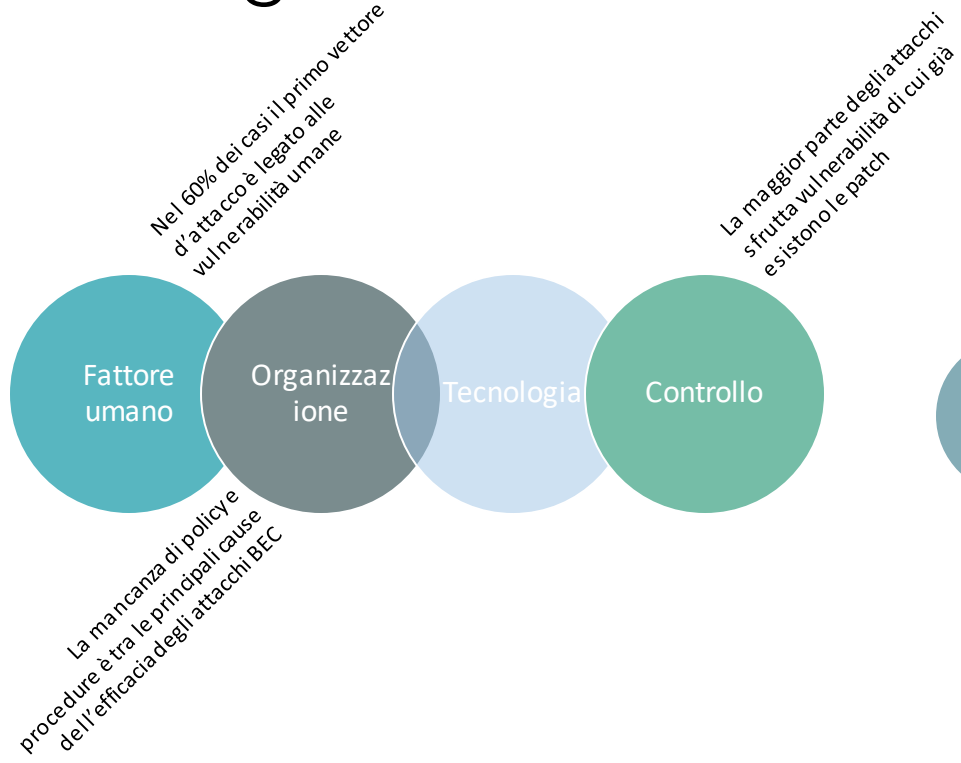 Nel 60% dei casi il primo vettore
d'attacco è legato alle
vulnerabilità umane
La maggior parte degli attacchi
sfrutta vulnerabilità di cui già
esistono le patch
Fattore
umano
Organizzaz
ione
Tecnologia
Controllo
La mancanza di policy e
procedure è tra le principali cause
dell'efficacia degli attacchi BEC